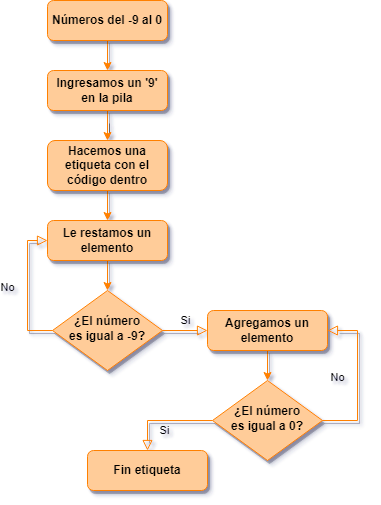 Números del -9 al 0
Ingresamos un '9'
en la pila
Hacemos una
etiqueta con el
código dentro
Le restamos un
elemento
No
¿El número
es igual a -9?
Si
Agregamos un
elemento
No
¿El número
es igual a 0?
Si
Fin etiqueta